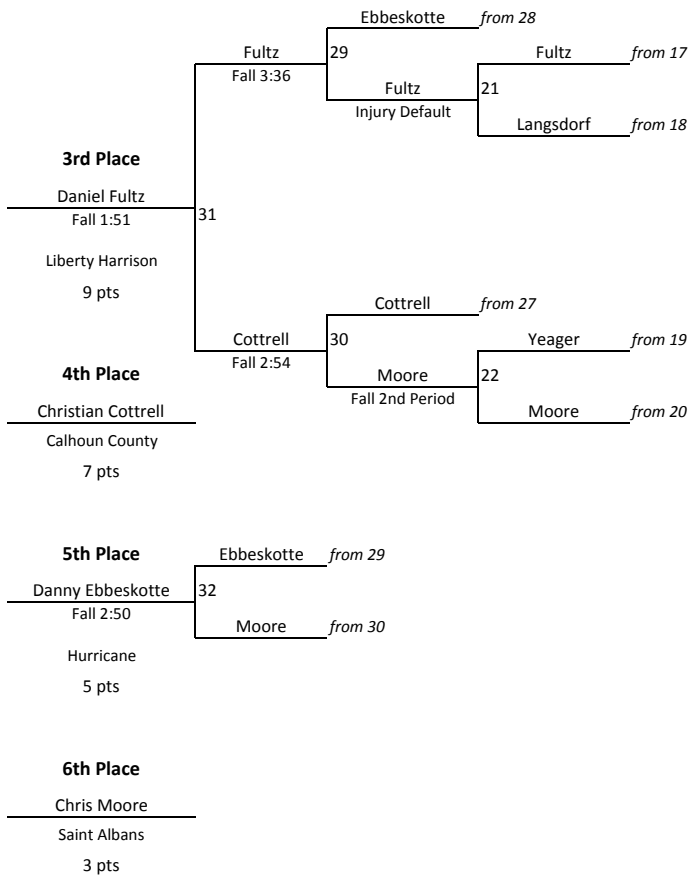 Ebbeskotte from 28
Fultz 29 Fultz from 17
Fall 3:36
Fultz 21
Injury Default
Langsdorf from 18
3rd Place
Daniel Fultz
Fall 1:51 31
Liberty Harrison
9 pts
Cottrell from 27
Cottrell 30 Yeager from 19
Fall 2:54
4th Place
Moore 22
Fall 2nd Period
Christian Cottrell Moore from 20
Calhoun County
7 pts
5th Place Ebbeskotte from 29
Danny Ebbeskotte 32
Fall 2:50
Moore from 30
Hurricane
5 pts
6th Place
Chris Moore
Saint Albans
3 pts